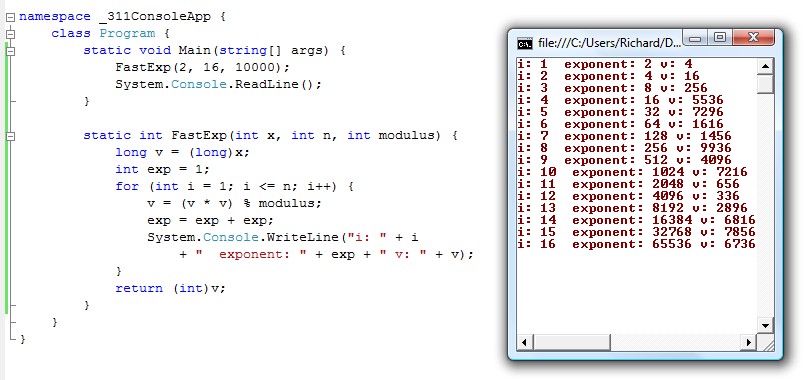 namespace _311ConsoleApp {
class Program {
static void Main(string[] args) {
FastExp(2, 16, 10000);
System.Console.ReadLine();
}
static int FastExp(int x, int n, int modulus) {
long v = (long)x;
int exp = 1;
for (int i = 1; i <= n; i++) {
v = (v * v) % modulus;
exp = exp + exp;
System.Console.WriteLine("i: " + i
+ "  exponent: " + exp + " v: " + v);
}
return (int)v;
}
}
}
file:///C:/Users/Richard/D...
i: 1  exponent: 2 v: 4
i: 2  exponent: 4 v: 16
i: 3  exponent: 8 v: 256
i: 4  exponent: 16 v: 5536
i: 5  exponent: 32 v: 7296
i: 6  exponent: 64 v: 1616
i: 7  exponent: 128 v: 1456
i: 8  exponent: 256 v: 9936
i: 9  exponent: 512 v: 4096
i: 10  exponent: 1024 v: 7216
i: 11  exponent: 2048 v: 656
i: 12  exponent: 4096 v: 336
i: 13  exponent: 8192 v: 2896
i: 14  exponent: 16384 v: 6816
i: 15  exponent: 32768 v: 7856
i: 16  exponent: 65536 v: 6736